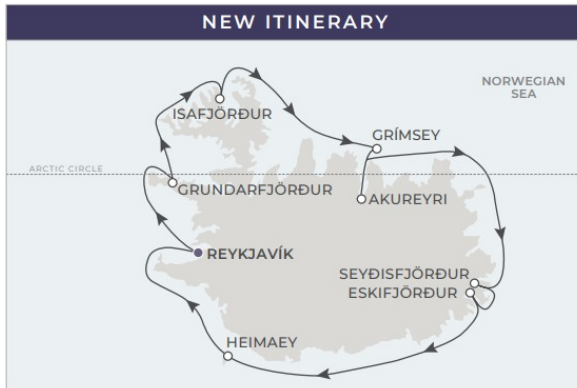 NEW ITINERARY
NORWEGIAN
SEA
ISAFJÖRÐUR
GRÍMSEY
ARCTIC CIRCLE
GRUNDARFJÖRÐUR
AKUREYRI
REYKJAVÍK
SEYÐISFJÖRÐUR
ESKIFJÖRÐUR
HEIMAEY